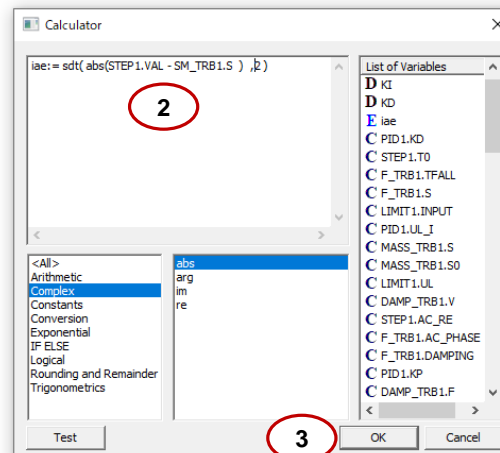 Calculator
iae:= sdt( abs(STEP1.VAL - SM_TRB1.S ) ,2 )
2
List of Variables
D KI
D KD
E iae
C PID1.KD
C STEP1.T0
C F_TRB1.TFALL
C F_TRB1.S
C LIMIT1.INPUT
C PID1.UL_I
C MASS_TRB1.S
C MASS_TRB1.S0
C LIMIT1.UL
C DAMP_TRB1.V
C STEP1.AC_RE
C F_TRB1.AC_PHASE
C F_TRB1.DAMPING
C PID1.KP
C DAMP_TRB1.F
<All>
Arithmetic
Complex
Constants
Conversion
Exponential
IF ELSE
Logical
Rounding and Remainder
Trigonometrics
abs
arg
im
re
Test
3
OK
Cancel